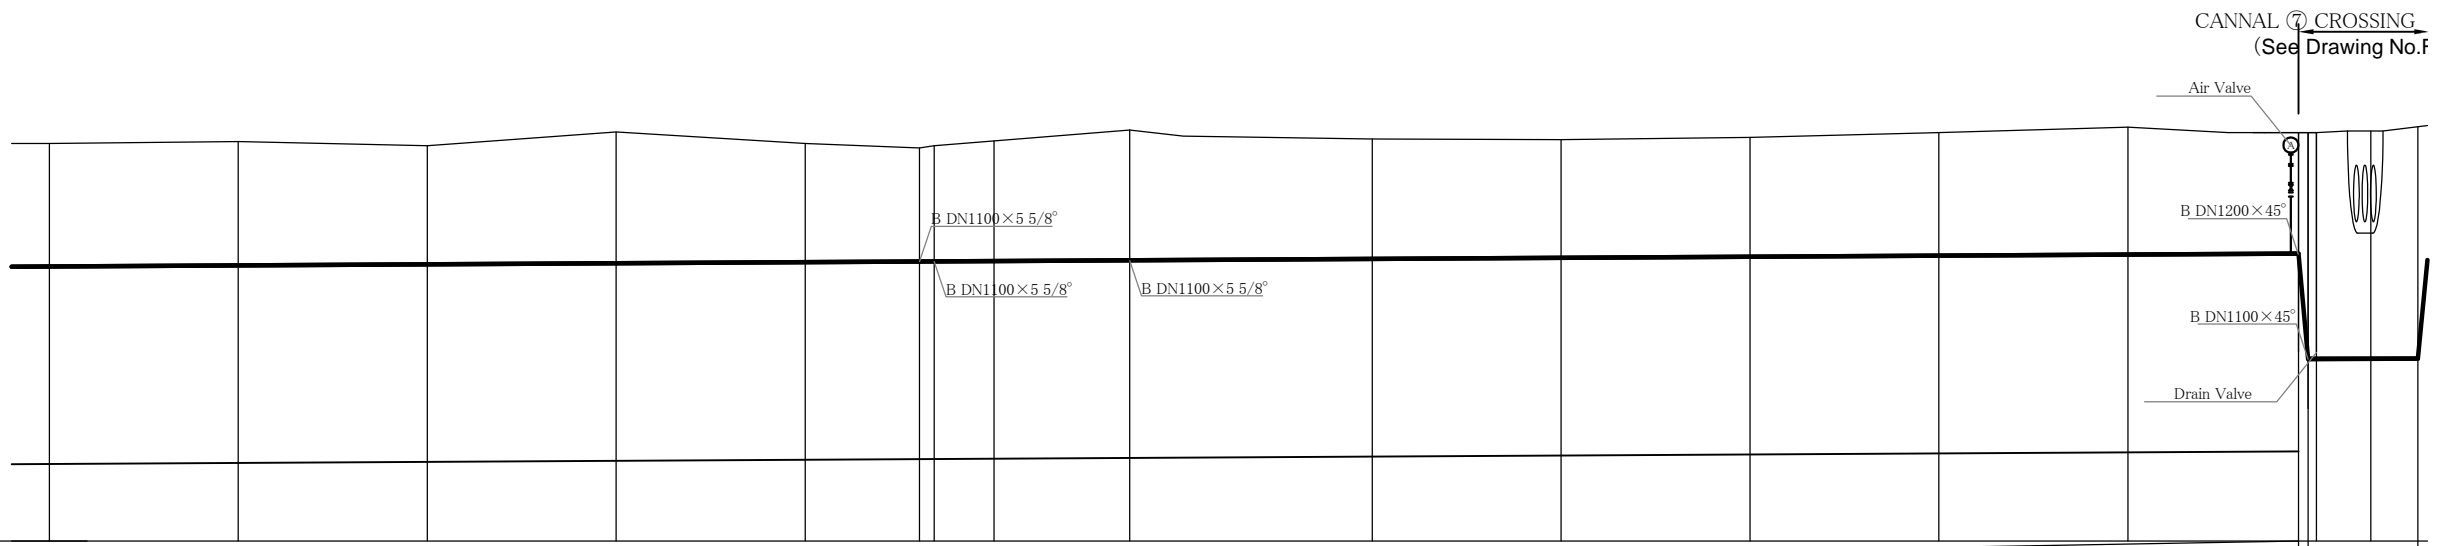 CANNAL ⑦ CROSSING
(See Drawing No.
Air Valve
A
B DN1100×5 5/8°
B DN1200×45°
B DN1100×5 5/8°
B DN1100×5 5/8°
B DN1100×45°
Drain Valve